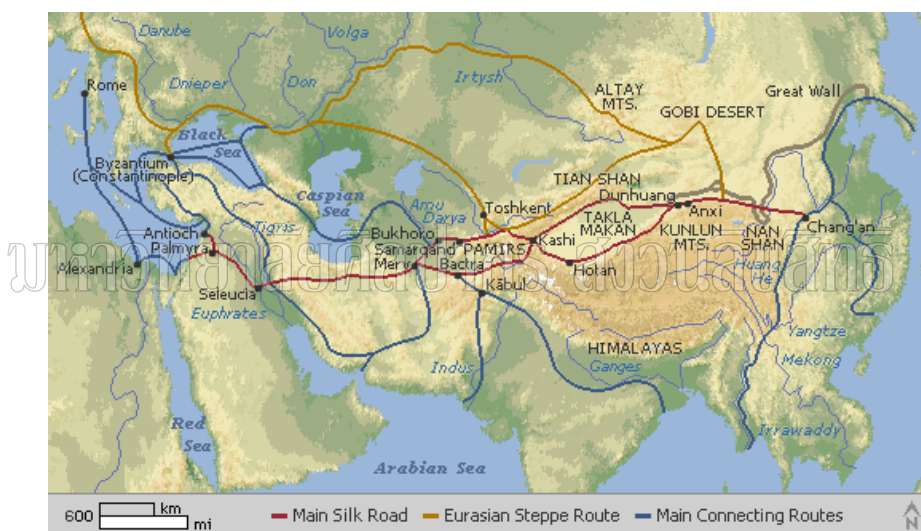 Danube
Volga
Rome
Dnieper
Don
Irtysh
ALTAY
MTS.
Great Wall
GOBI DESERT
Black
Sea
Byzantium
(Constantinople)
Caspian
Sea
TIAN SHAN
Dunhuang
Anxi
Tigris
Amu
Darya
Toshkent
TAKLA
MAKAN
KUNLUN
MTS.
NAN
SHAN
Chang'an
Antioch
Palmyra
Bukhoro
Samarqand
PAMIRS
Kashi
Alexandria
Merv
Bactra
Hotan
Huang
He
Seleucia
Kābul
Euphrates
Yangtze
HIMALAYAS
Indus
Ganges
Mekong
Red
Sea
Irrawaddy
Arabian Sea
600 km
mi
Main Silk Road
Eurasian Steppe Route
Main Connecting Routes